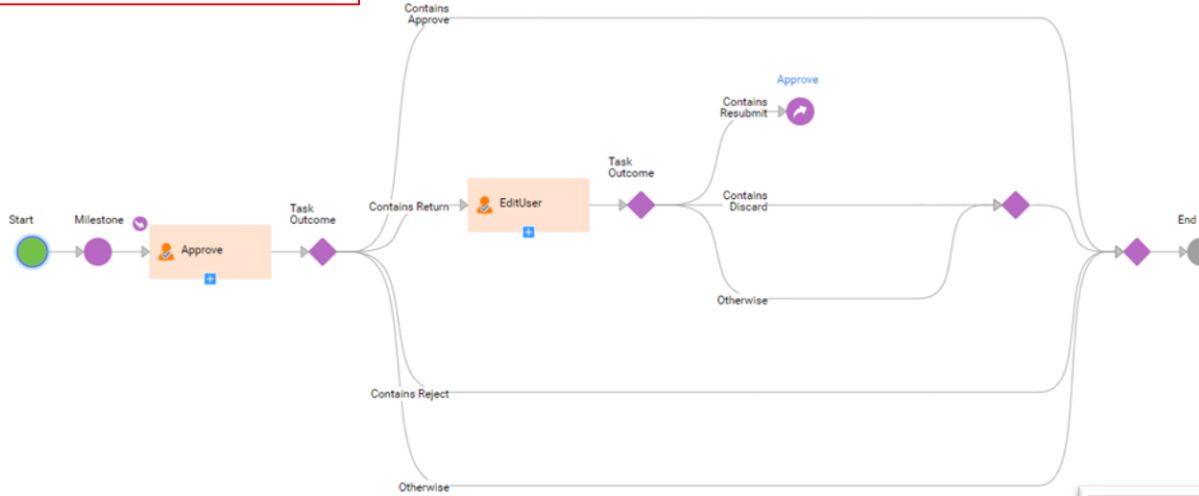 Contains
Approve
Approve
Contains
Resubmit
Task
Outcome
Contains
Discard
Contains Return
EditUser
Task
Outcome
Start
Milestone
End
Approve
Otherwise
Contains Reject
Otherwise